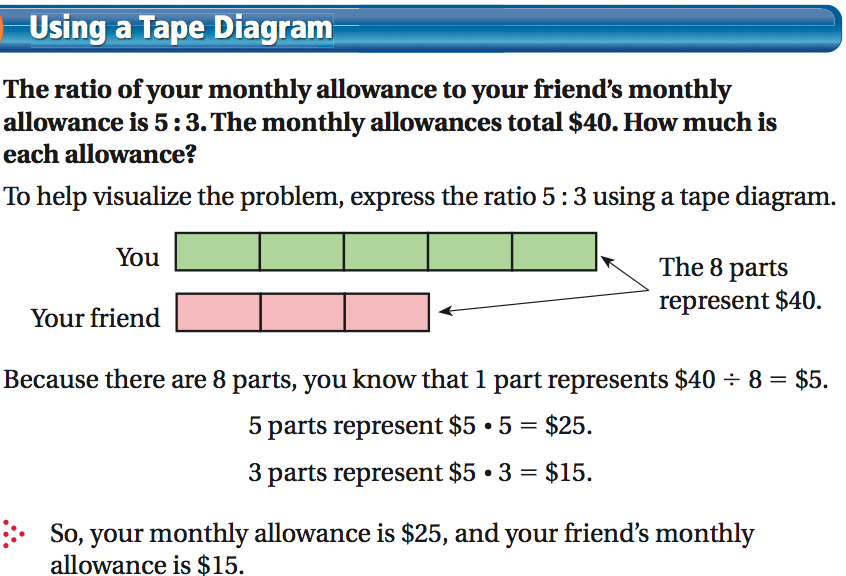 Using a Tape Diagram
The ratio of your monthly allowance to your friend's monthly
allowance is 5 : 3. The monthly allowances total $40. How much is
each allowance?
To help visualize the problem, express the ratio 5 : 3 using a tape diagram.
You
The 8 parts
represent $40.
Your friend
Because there are 8 parts, you know that 1 part represents $40 ÷ 8 = $5.
5 parts represent $5 • 5 = $25.
3 parts represent $5 • 3 = $15.
So, your monthly allowance is $25, and your friend's monthly
allowance is $15.